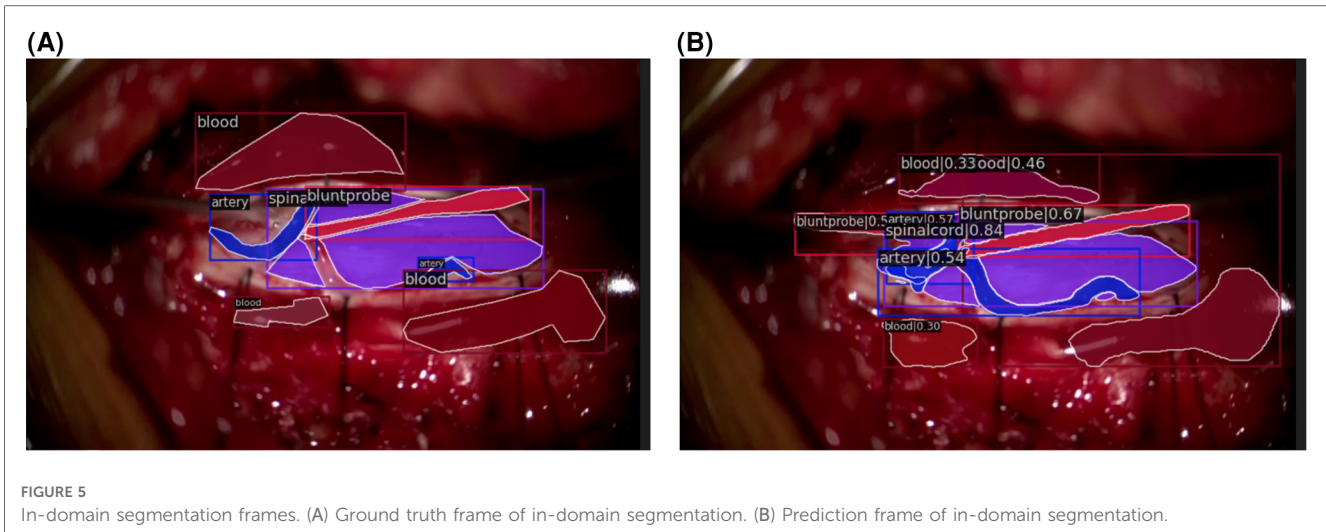 (A)
(B)
blood
artery
spina
bluntprobe
artery
blood
blood
blood|0.33
ood|0.46
bluntprobe|0.5
artery|0.57
bluntprobe|0.67
spinalcord|0.84
artery|0.54
blood|0.30
FIGURE 5
In-domain segmentation frames. (A) Ground truth frame of in-domain segmentation. (B) Prediction frame of in-domain segmentation.